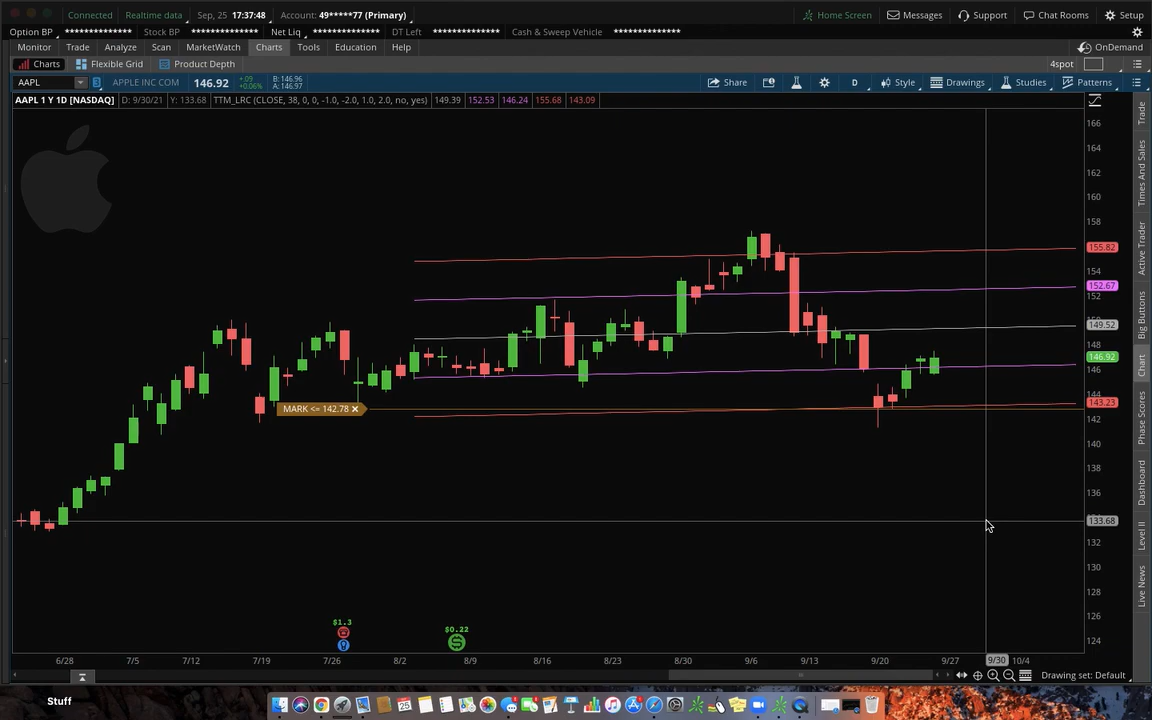 Connected Realtime data Sep, 25 17:37:48 Account: 49*****77 (Primary) Home Screen Messages Support Chat Rooms Setup
Option BP ************** Stock BP ************** Net Liq ************** DT Left ************** Cash & Sweep Vehicle **************
Monitor Trade Analyze Scan MarketWatch Charts Tools Education Help OnDemand
Charts Flexible Grid Product Depth 4spot
AAPL 3 APPLE INC COM 146.92 +.09 +0.06% B: 146.96 A: 146.97 Share D Style Drawings Studies Patterns
AAPL 1 Y 1D [NASDAQ] D: 9/30/21 Y: 133.68 TTM_LRC (CLOSE, 38, 0, 0, -1.0, -2.0, 1.0, 2.0, no, yes) 149.39 152.53 146.24 155.68 143.09
166
164
162
160
158
155.82
154
152.67
152
149.52
148
146.92
146
144
143.23
MARK <= 142.78
142
140
138
136
133.68
132
130
128
126
124
$1.3 $0.22
6/28 7/5 7/12 7/19 7/26 8/2 8/9 8/16 8/23 8/30 9/6 9/13 9/20 9/27 9/30 10/4
Drawing set: Default
Trade
Times And Sales
Active Trader
Big Buttons
Chart
Phase Scores
Dashboard
Level II
Live News
Stuff
25